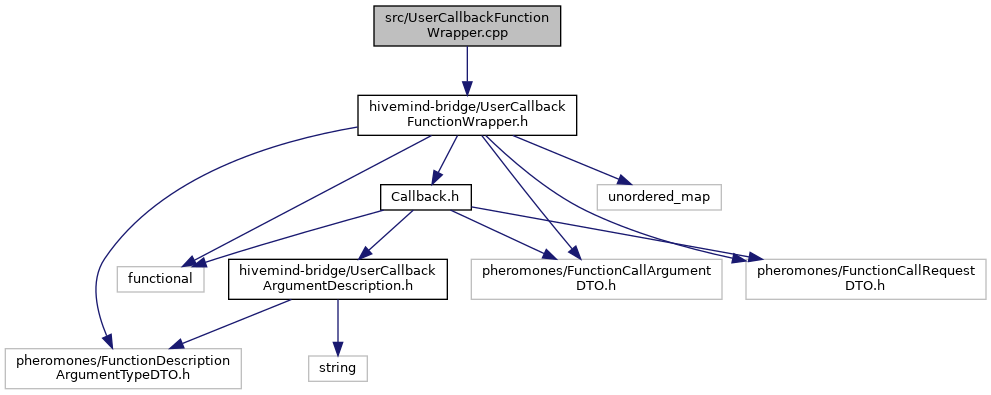 src/UserCallbackFunction
Wrapper.cpp
hivemind-bridge/UserCallback
FunctionWrapper.h
Callback.h
unordered_map
functional
hivemind-bridge/UserCallback
ArgumentDescription.h
pheromones/FunctionCallArgument
DTO.h
pheromones/FunctionCallRequest
DTO.h
pheromones/FunctionDescription
ArgumentTypeDTO.h
string